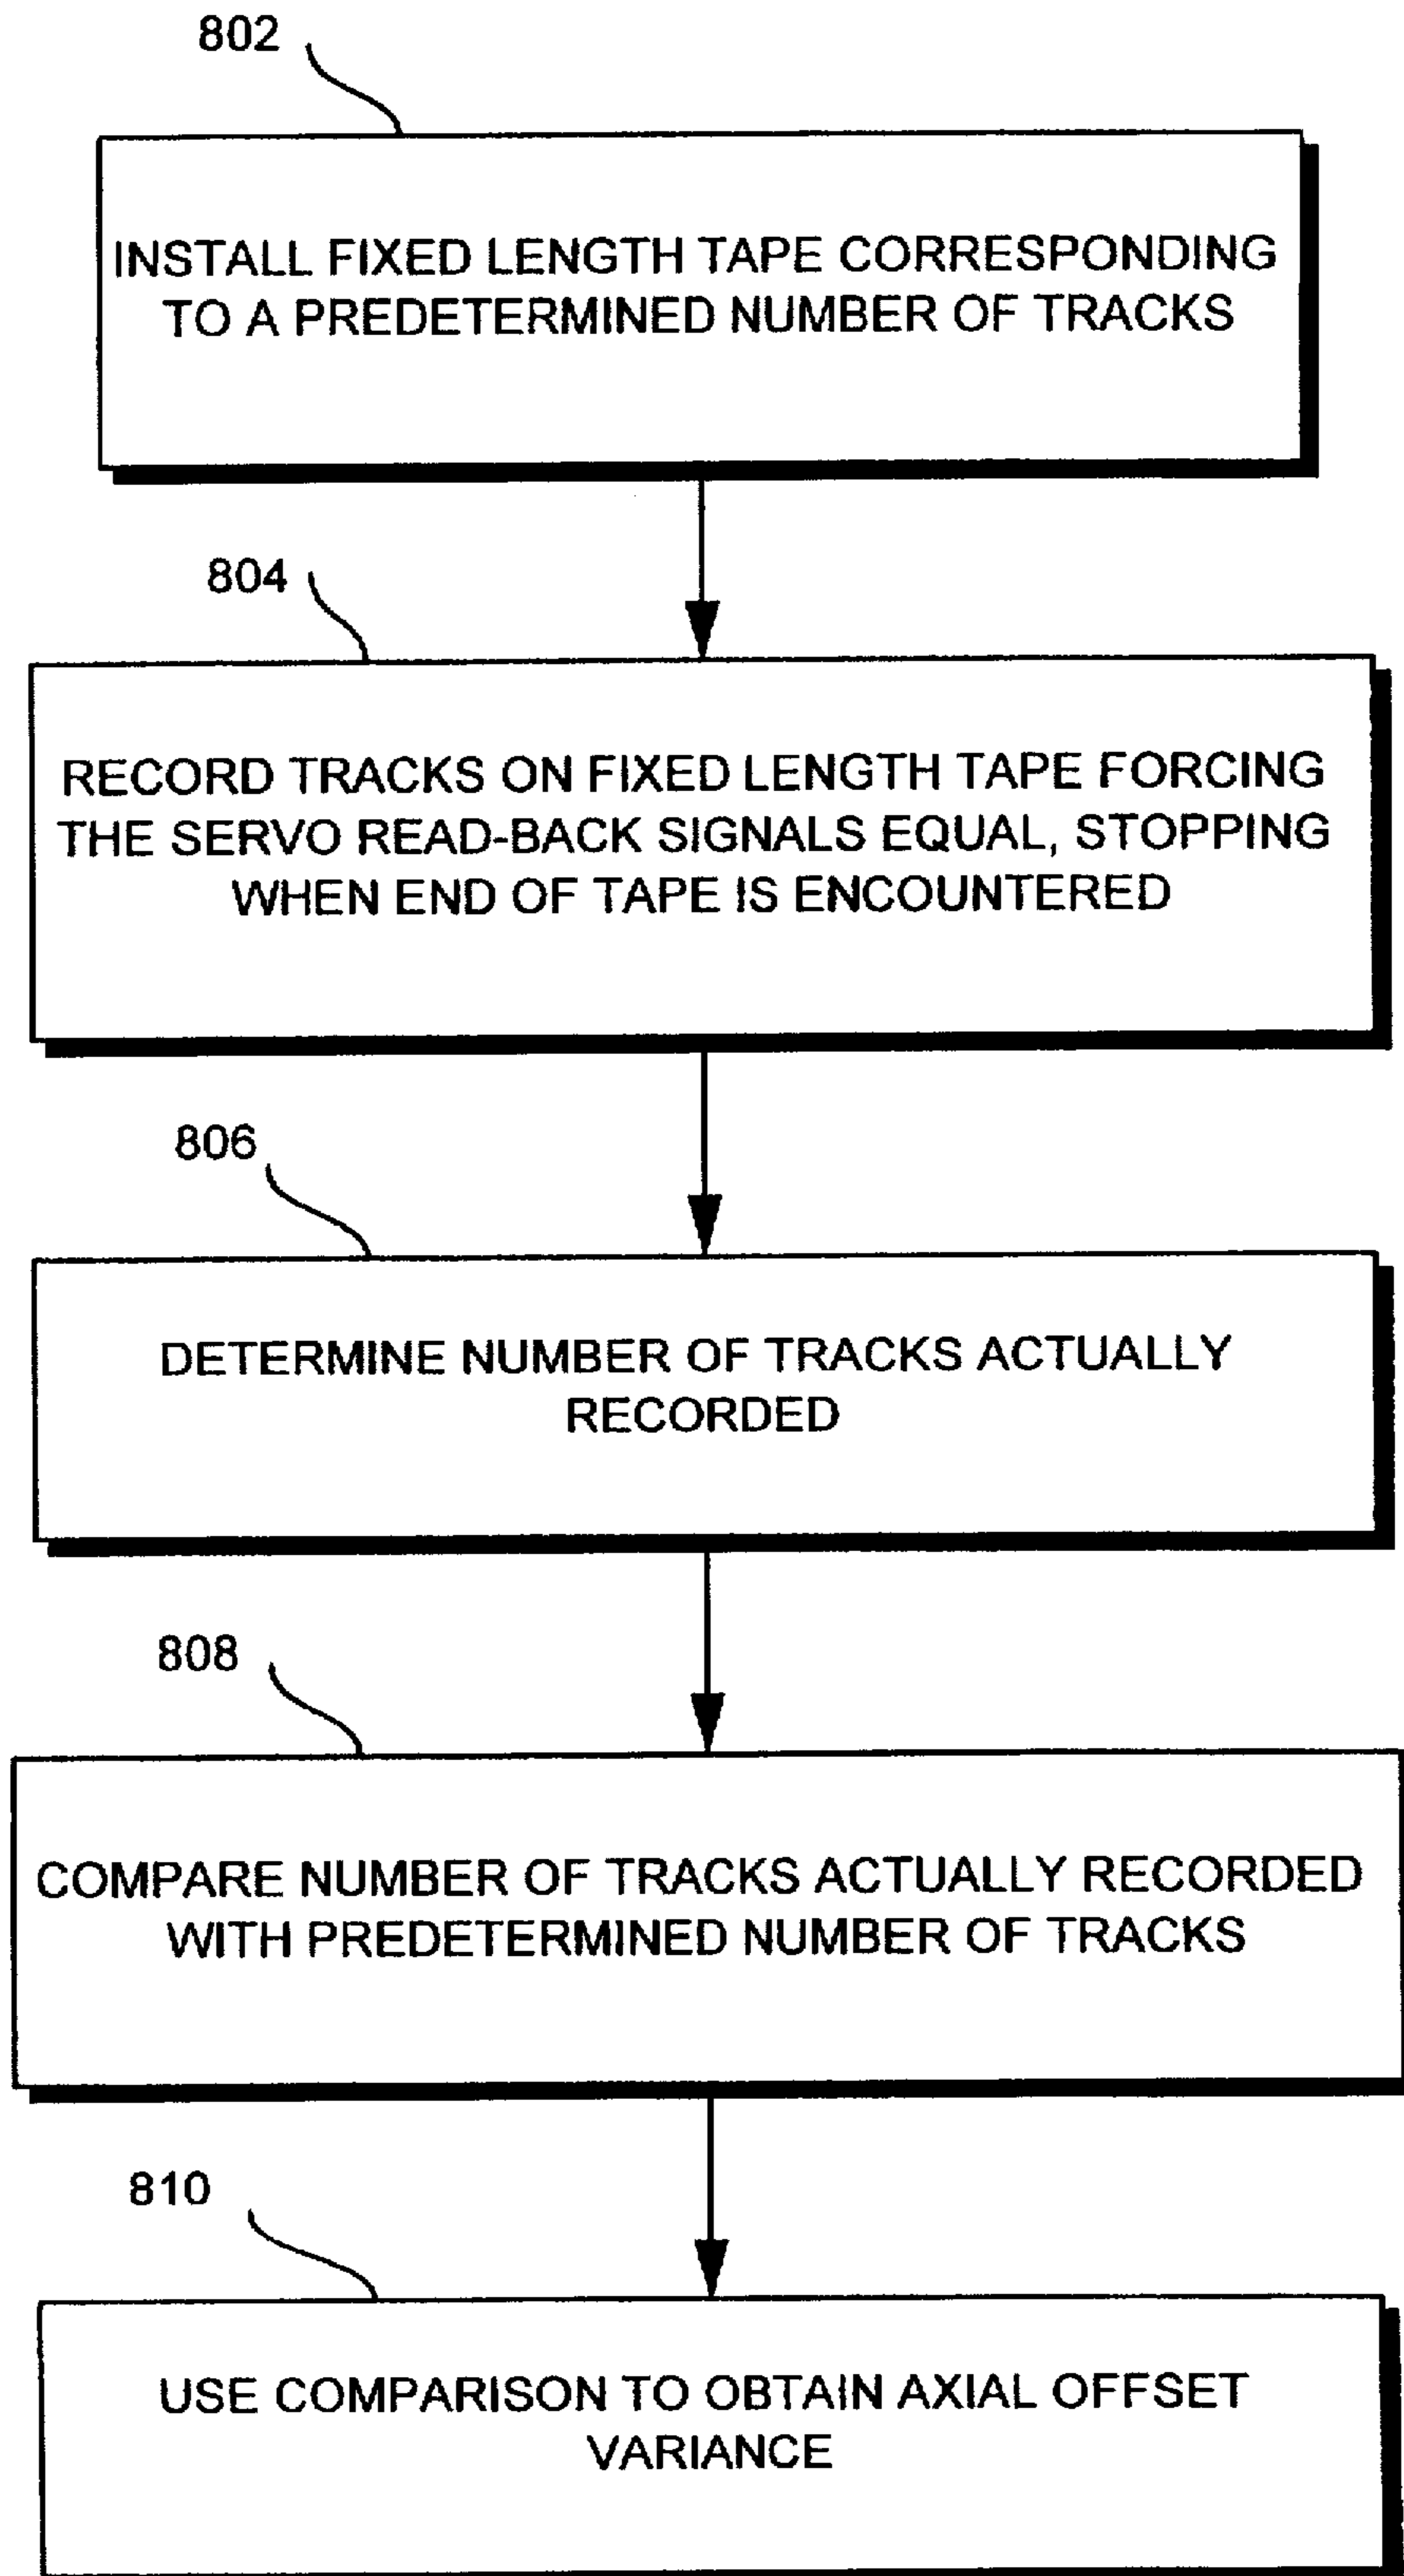 802
INSTALL FIXED LENGTH TAPE CORRESPONDING
TO A PREDETERMINED NUMBER OF TRACKS
804
RECORD TRACKS ON FIXED LENGTH TAPE FORCING
THE SERVO READ-BACK SIGNALS EQUAL, STOPPING
WHEN END OF TAPE IS ENCOUNTERED
806
DETERMINE NUMBER OF TRACKS ACTUALLY
RECORDED
808
COMPARE NUMBER OF TRACKS ACTUALLY RECORDED
WITH PREDETERMINED NUMBER OF TRACKS
810
USE COMPARISON TO OBTAIN AXIAL OFFSET
VARIANCE